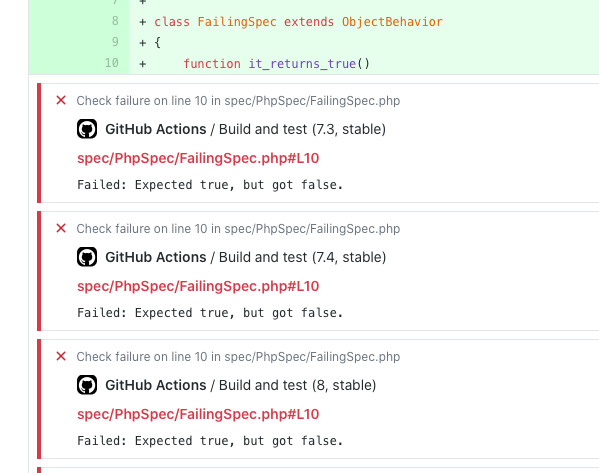 7 +
8 + class FailingSpec extends ObjectBehavior
9 + {
10 + function it_returns_true()
Check failure on line 10 in spec/PhpSpec/FailingSpec.php
GitHub Actions / Build and test (7.3, stable)
spec/PhpSpec/FailingSpec.php#L10
Failed: Expected true, but got false.
Check failure on line 10 in spec/PhpSpec/FailingSpec.php
GitHub Actions / Build and test (7.4, stable)
spec/PhpSpec/FailingSpec.php#L10
Failed: Expected true, but got false.
Check failure on line 10 in spec/PhpSpec/FailingSpec.php
GitHub Actions / Build and test (8, stable)
spec/PhpSpec/FailingSpec.php#L10
Failed: Expected true, but got false.